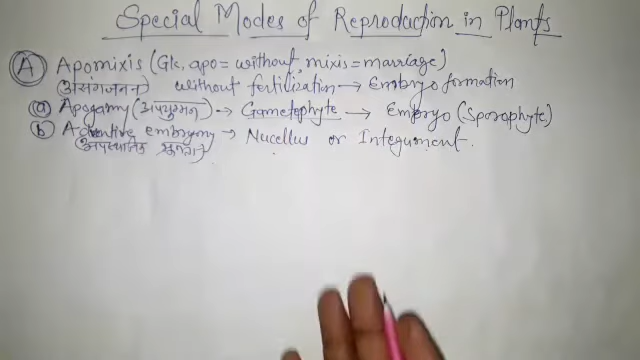 Special Modes of Reproduction in Plants
A Apomixis (Gk, apo = without, mixis = marriage)
(असंगजनन) without fertilization → Embryo formation
a Apogamy (अपयुग्मन) → Gametophyte → Embryo (Sporophyte)
b Adventive embryony → Nucellus or Integument.
(अपस्थानिक